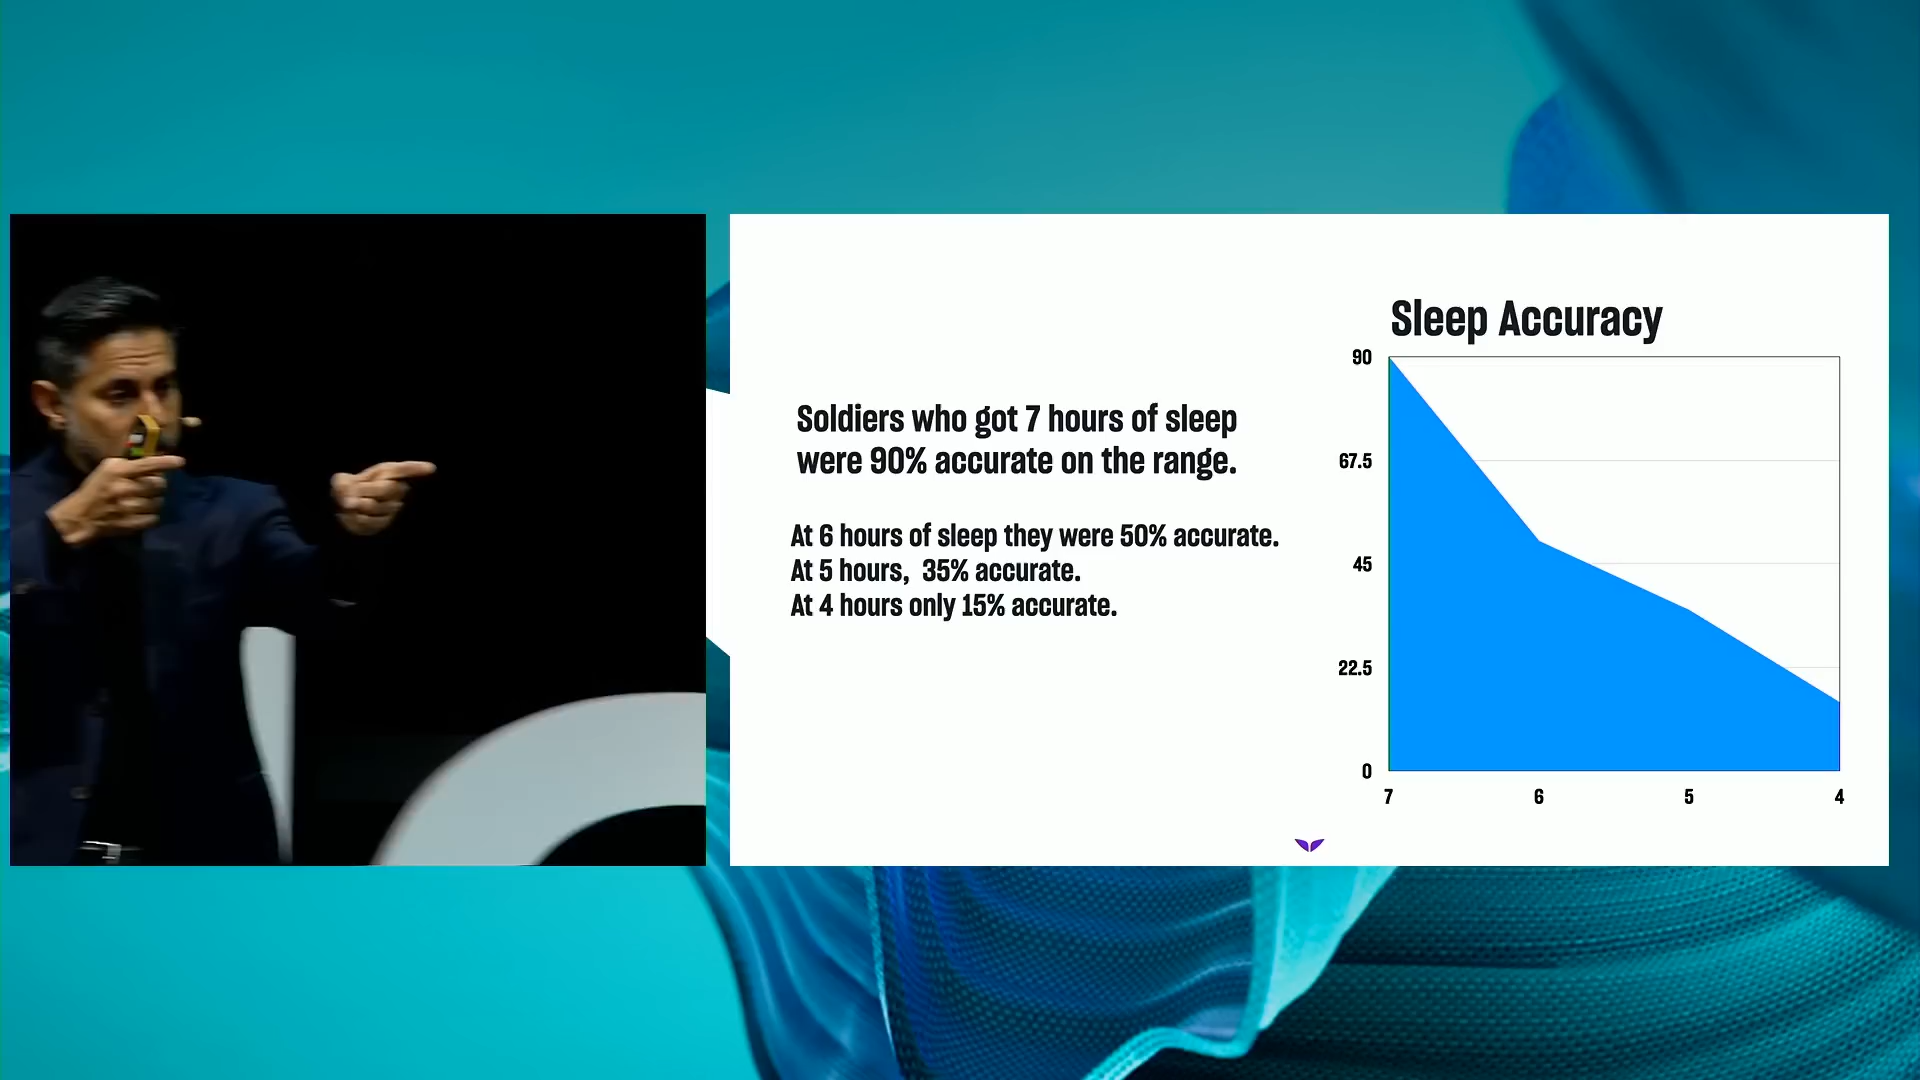 Soldiers who got 7 hours of sleep
were 90% accurate on the range.
At 6 hours of sleep they were 50% accurate.
At 5 hours,  35% accurate.
At 4 hours only 15% accurate.
Sleep Accuracy
90
67.5
45
22.5
0
7 6 5 4